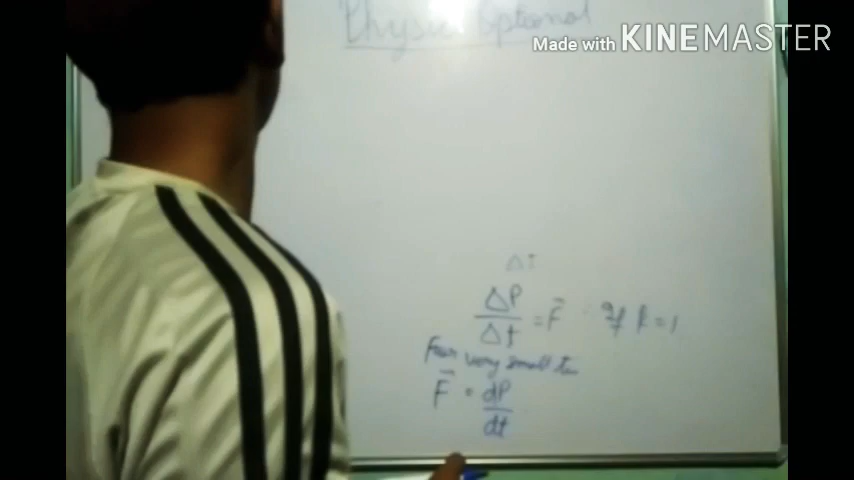 Physics Optional
Made with KINEMASTER
Δt
ΔP/Δt = F⃗ If k = 1
For very small
F⃗ = dP/dt